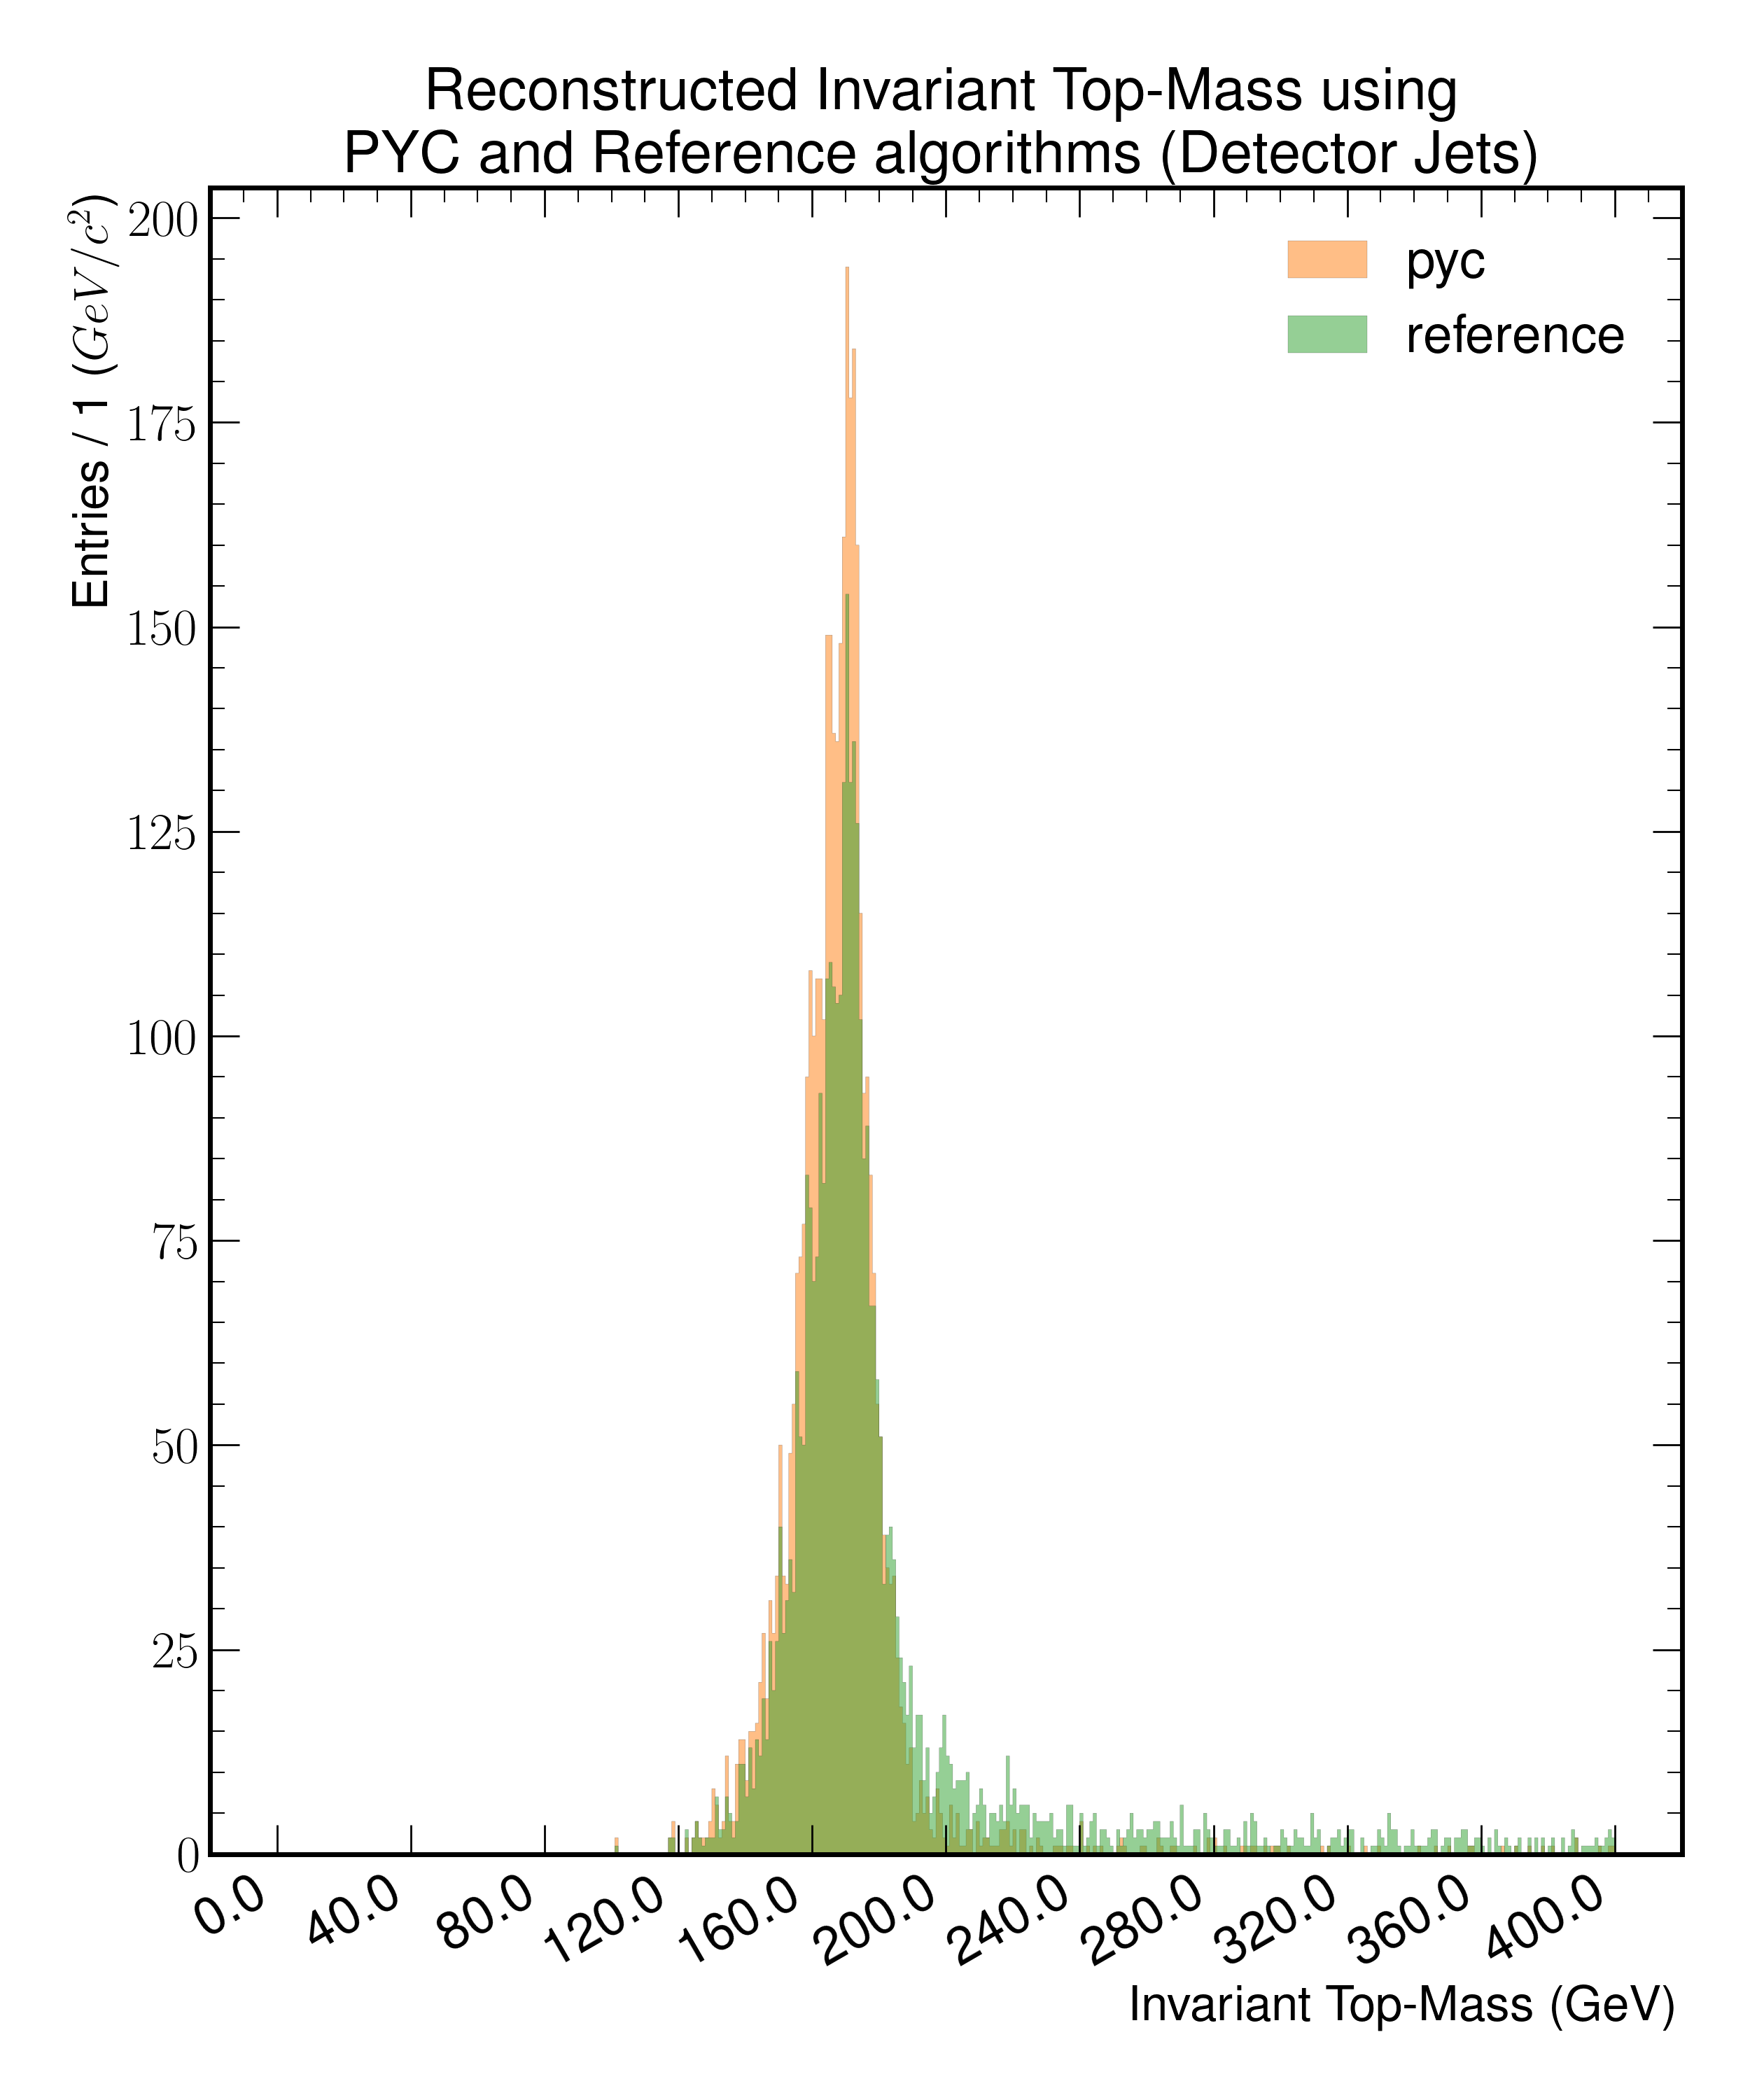 Reconstructed Invariant Top-Mass using
PYC and Reference algorithms (Detector Jets)
Entries / 1 (GeV/c²)
200
175
150
125
100
75
50
25
0
pyc
reference
0.0 40.0 80.0 120.0 160.0 200.0 240.0 280.0 320.0 360.0 400.0
Invariant Top-Mass (GeV)